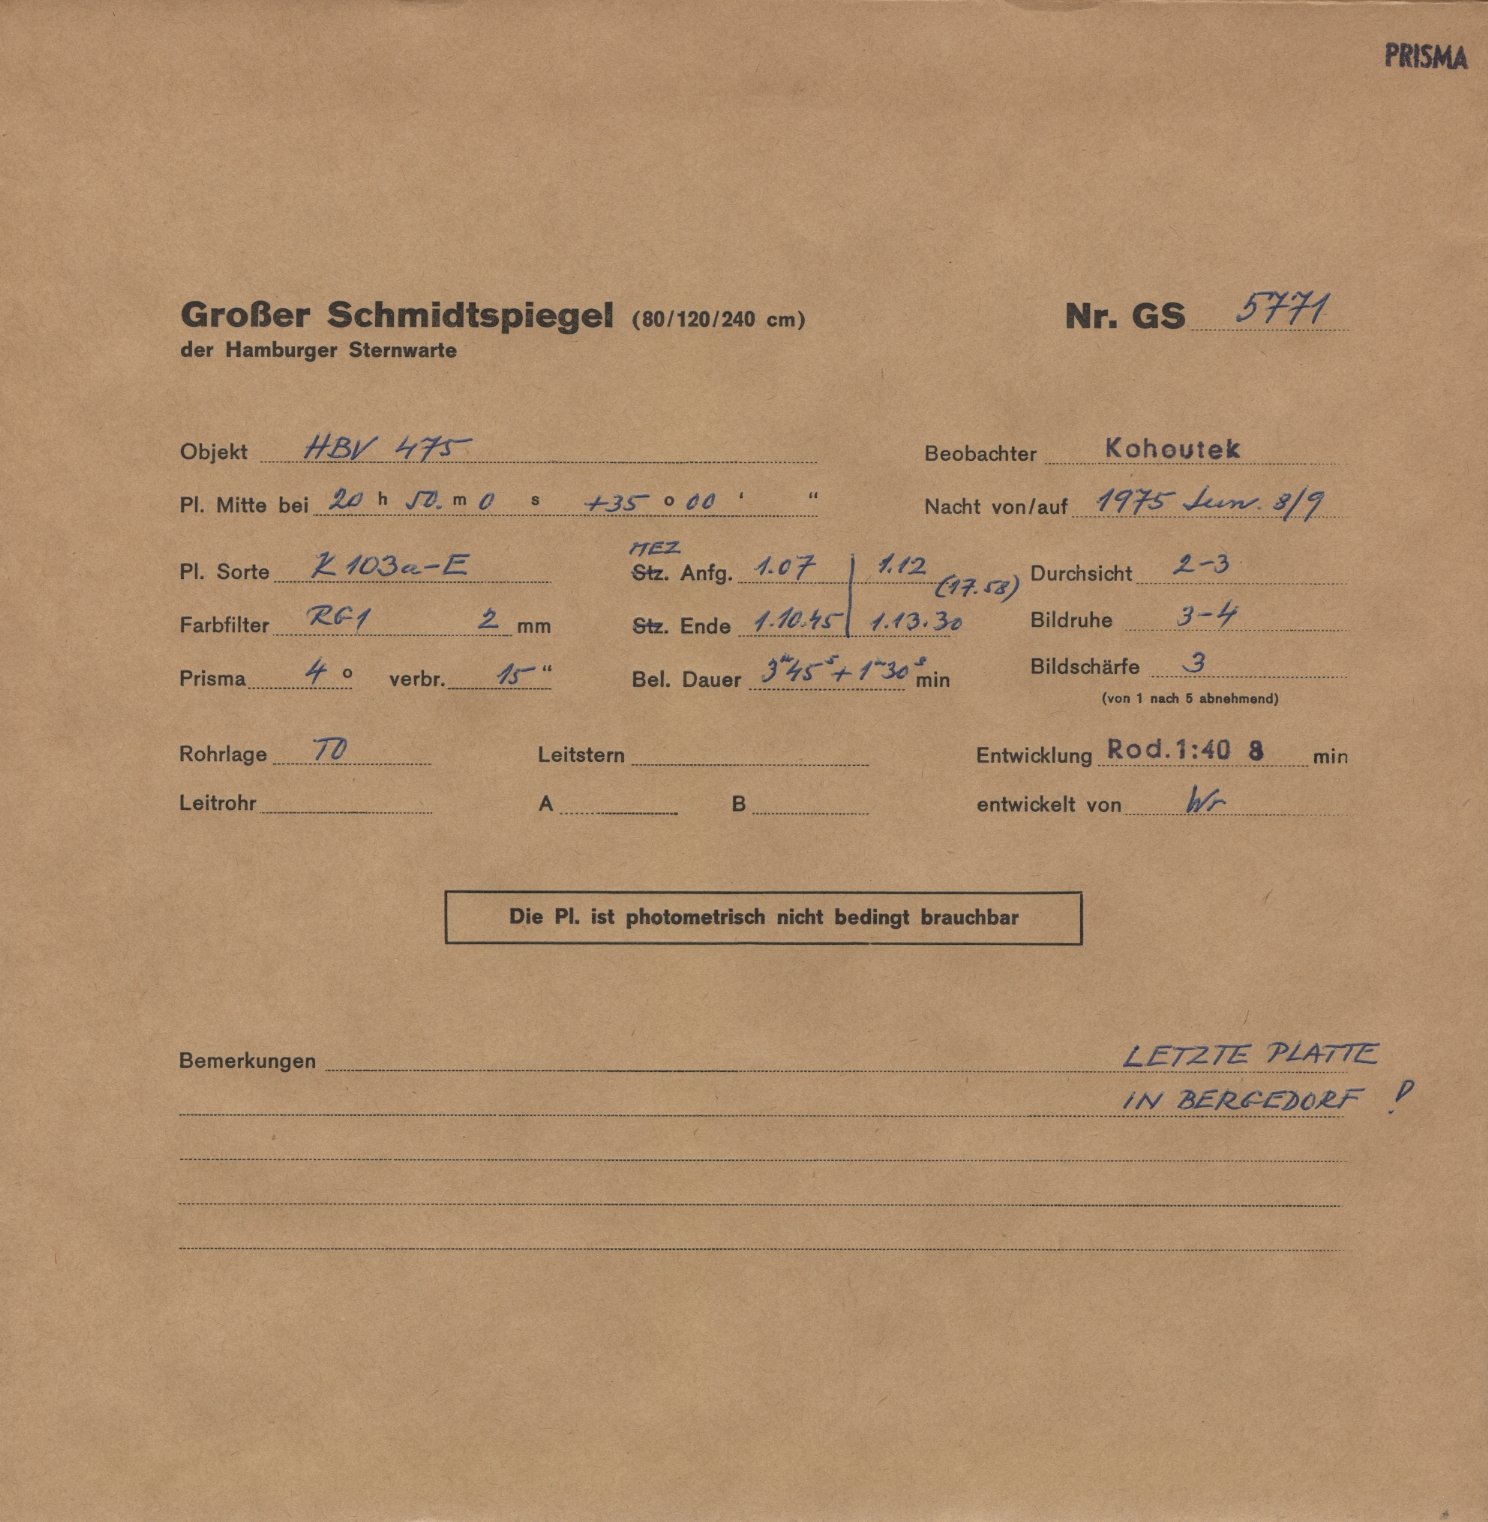 PRISMA
Großer Schmidtspiegel (80/120/240 cm) Nr. GS 5771
der Hamburger Sternwarte
Objekt HBV 475 Beobachter Kohoutek
Pl. Mitte bei 20 h 50. m 0 s +35 o 00 ‘ “ Nacht von/auf 1975 Jun. 8/9
MEZ
Pl. Sorte K 103a-E Stz. Anfg. 1.07 | 1.12 (17.58) Durchsicht 2-3
Farbfilter RG1 2 mm Stz. Ende 1.10.45 | 1.13.30 Bildruhe 3-4
Prisma 4 o verbr. 15 “ Bel. Dauer 3m45s + 1m30s min Bildschärfe 3
(von 1 nach 5 abnehmend)
Rohrlage TO Leitstern Entwicklung Rod. 1:40 8 min
Leitrohr A B entwickelt von Wr
Die Pl. ist photometrisch nicht bedingt brauchbar
Bemerkungen LETZTE PLATTE
IN BERGEDORF !